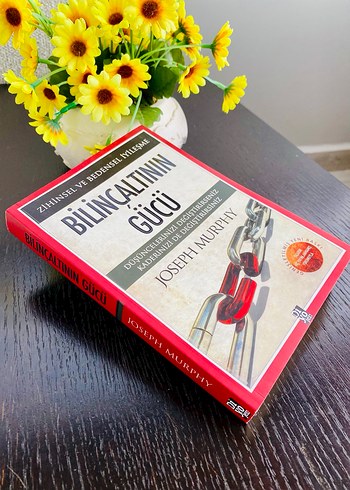 ZİHİNSEL VE BEDENSEL İYİLEŞME
BİLİNÇALTININ
GÜCÜ
DÜŞÜNCELERİNİZİ DEĞİŞTİRİRSENİZ
KADERİNİZİ DE DEĞİŞTİRİRSİNİZ
JOSEPH MURPHY
BİLİNÇALTININ GÜCÜ
JOSEPH MURPHY